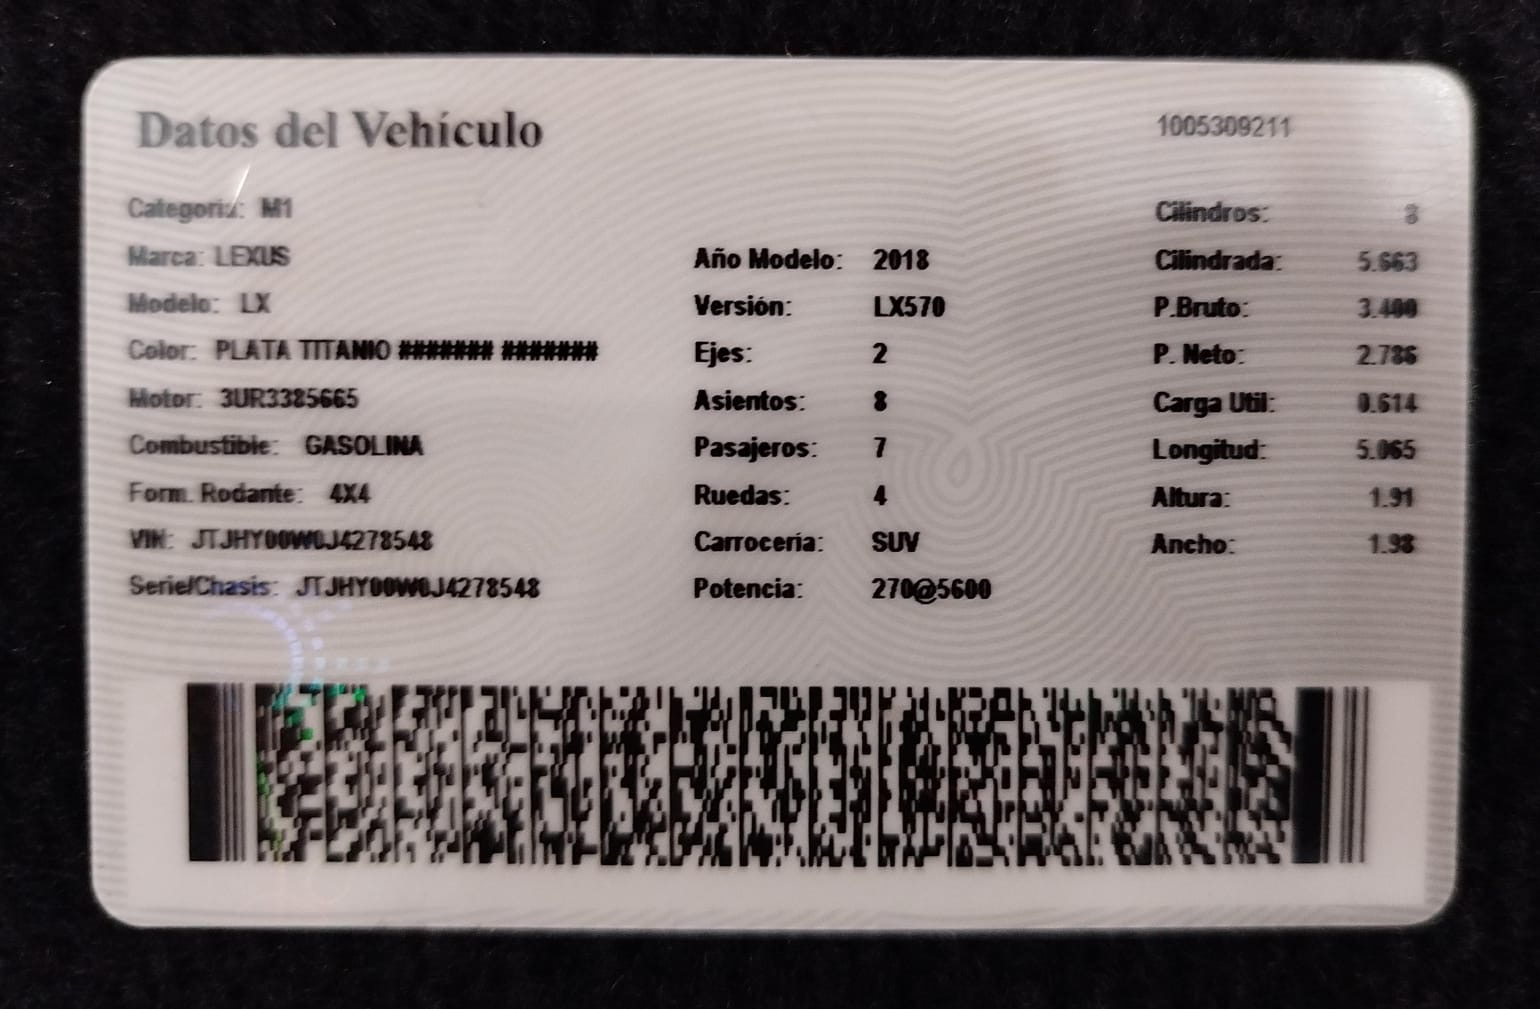 Datos del Vehículo 1005309211
Categoria: M1 Cilindros: 8
Marca: LEXUS Año Modelo: 2018 Cilindrada: 5.663
Modelo: LX Versión: LX570 P.Bruto: 3.400
Color: PLATA TITANIO ####### ####### Ejes: 2 P. Neto: 2.786
Motor: 3UR3385665 Asientos: 8 Carga Util: 0.614
Combustible: GASOLINA Pasajeros: 7 Longitud: 5.065
Form. Rodante: 4X4 Ruedas: 4 Altura: 1.91
VIN: JTJHY00W0J4278548 Carrocería: SUV Ancho: 1.98
Serie/Chasis: JTJHY00W0J4278548 Potencia: 270@5600